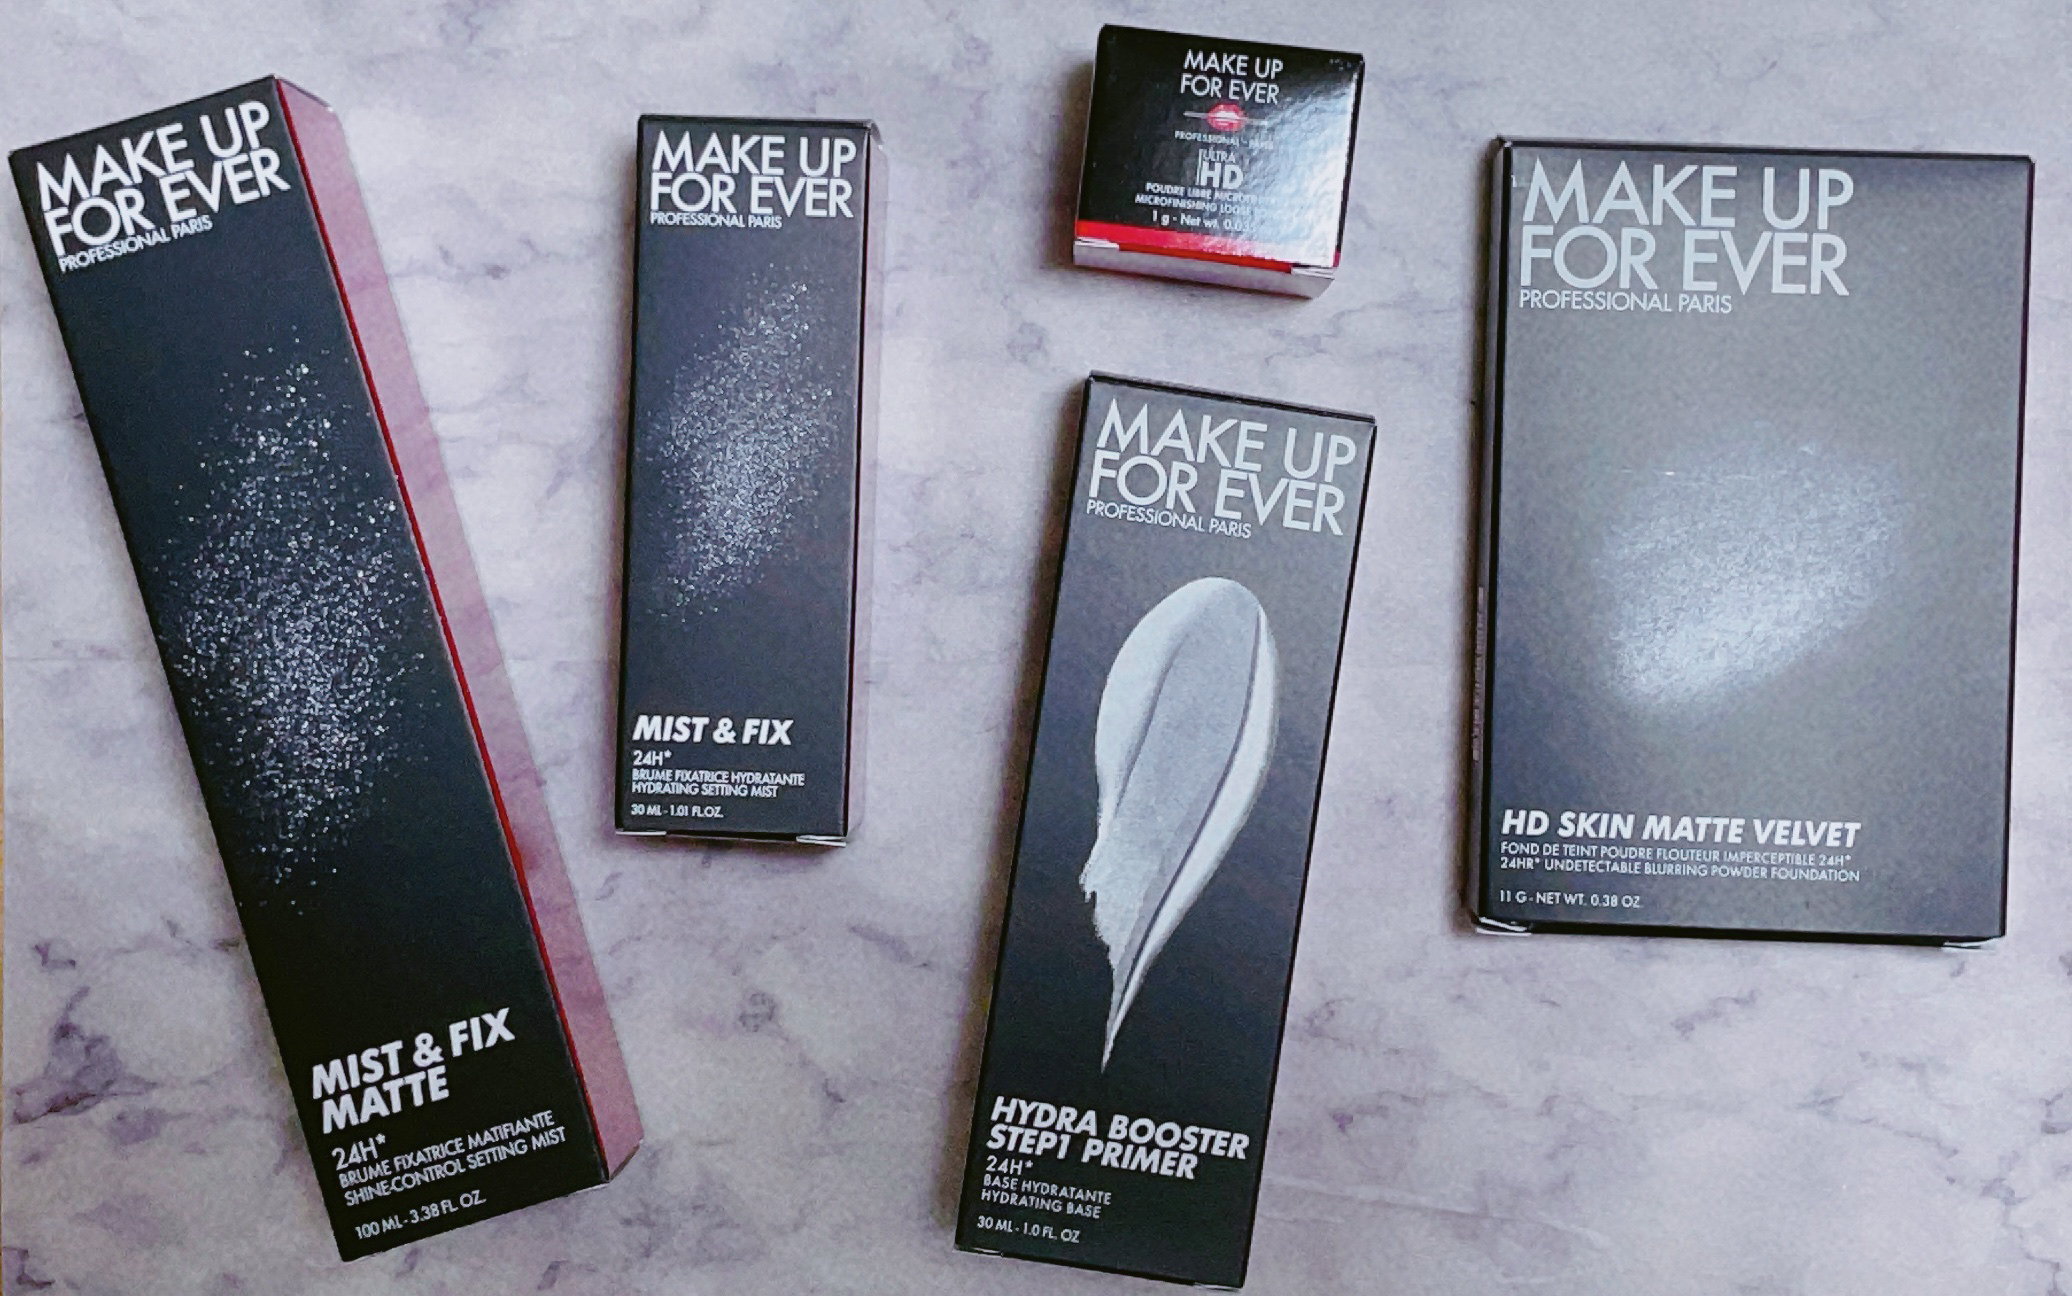 MAKE UP
FOR EVER
PROFESSIONAL PARIS
MIST & FIX
MATTE
24H*
BRUME FIXATRICE MATIFIANTE
SHINE-CONTROL SETTING MIST
100 ML - 3.38 FL. OZ.
MAKE UP
FOR EVER
PROFESSIONAL PARIS
MIST & FIX
24H*
BRUME FIXATRICE HYDRATANTE
HYDRATING SETTING MIST
30 ML - 1.01 FL.OZ.
MAKE UP
FOR EVER
PROFESSIONAL - PARIS
ULTRA
HD
POUDRE LIBRE
MICROFINISHING LOOSE
1 g - Net wt.
MAKE UP
FOR EVER
PROFESSIONAL PARIS
HYDRA BOOSTER
STEP1 PRIMER
24H*
BASE HYDRATANTE
HYDRATING BASE
30 ML - 1.0 FL. OZ
MAKE UP
FOR EVER
PROFESSIONAL PARIS
HD SKIN MATTE VELVET
FOND DE TEINT POUDRE FLOUTEUR IMPERCEPTIBLE 24H*
24HR* UNDETECTABLE BLURRING POWDER FOUNDATION
11 G - NET WT. 0.38 OZ.